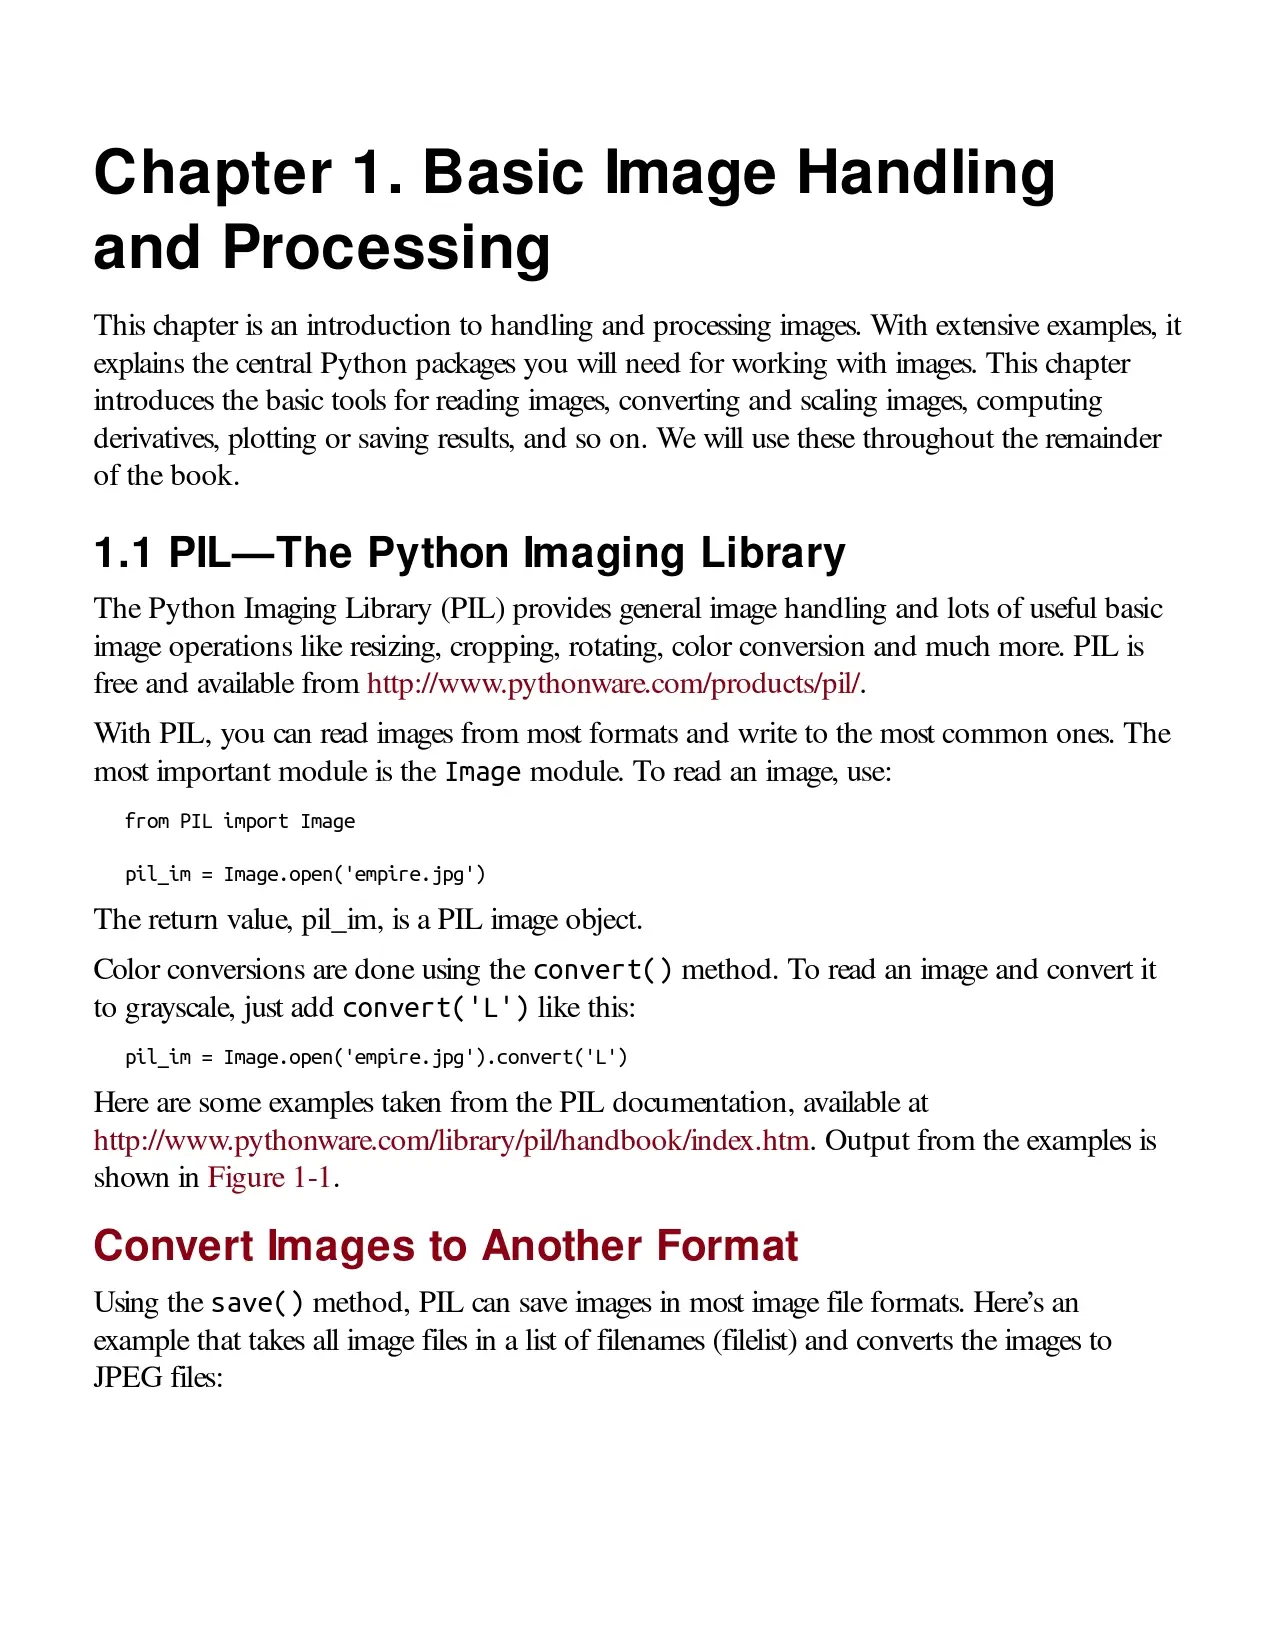 Chapter 1. Basic Image Handling
and Processing
This chapter is an introduction to handling and processing images. With extensive examples, it
explains the central Python packages you will need for working with images. This chapter
introduces the basic tools for reading images, converting and scaling images, computing
derivatives, plotting or saving results, and so on. We will use these throughout the remainder
of the book.
1.1 PIL—The Python Imaging Library
The Python Imaging Library (PIL) provides general image handling and lots of useful basic
image operations like resizing, cropping, rotating, color conversion and much more. PIL is
free and available from http://www.pythonware.com/products/pil/.
With PIL, you can read images from most formats and write to the most common ones. The
most important module is the Image module. To read an image, use:
from PIL import Image
pil_im = Image.open('empire.jpg')
The return value, pil_im, is a PIL image object.
Color conversions are done using the convert() method. To read an image and convert it
to grayscale, just add convert('L') like this:
pil_im = Image.open('empire.jpg').convert('L')
Here are some examples taken from the PIL documentation, available at
http://www.pythonware.com/library/pil/handbook/index.htm. Output from the examples is
shown in Figure 1-1.
Convert Images to Another Format
Using the save() method, PIL can save images in most image file formats. Here’s an
example that takes all image files in a list of filenames (filelist) and converts the images to
JPEG files: